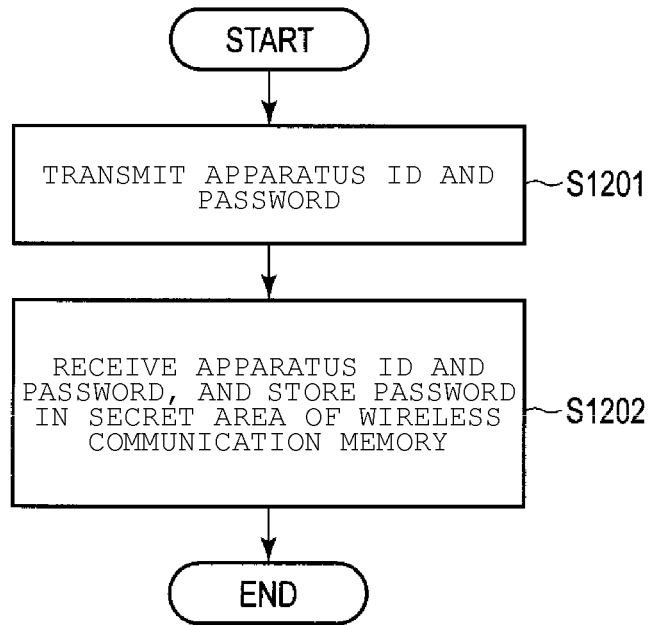 START
TRANSMIT APPARATUS ID AND
PASSWORD
S1201
RECEIVE APPARATUS ID AND
PASSWORD, AND STORE PASSWORD
IN SECRET AREA OF WIRELESS
COMMUNICATION MEMORY
S1202
END